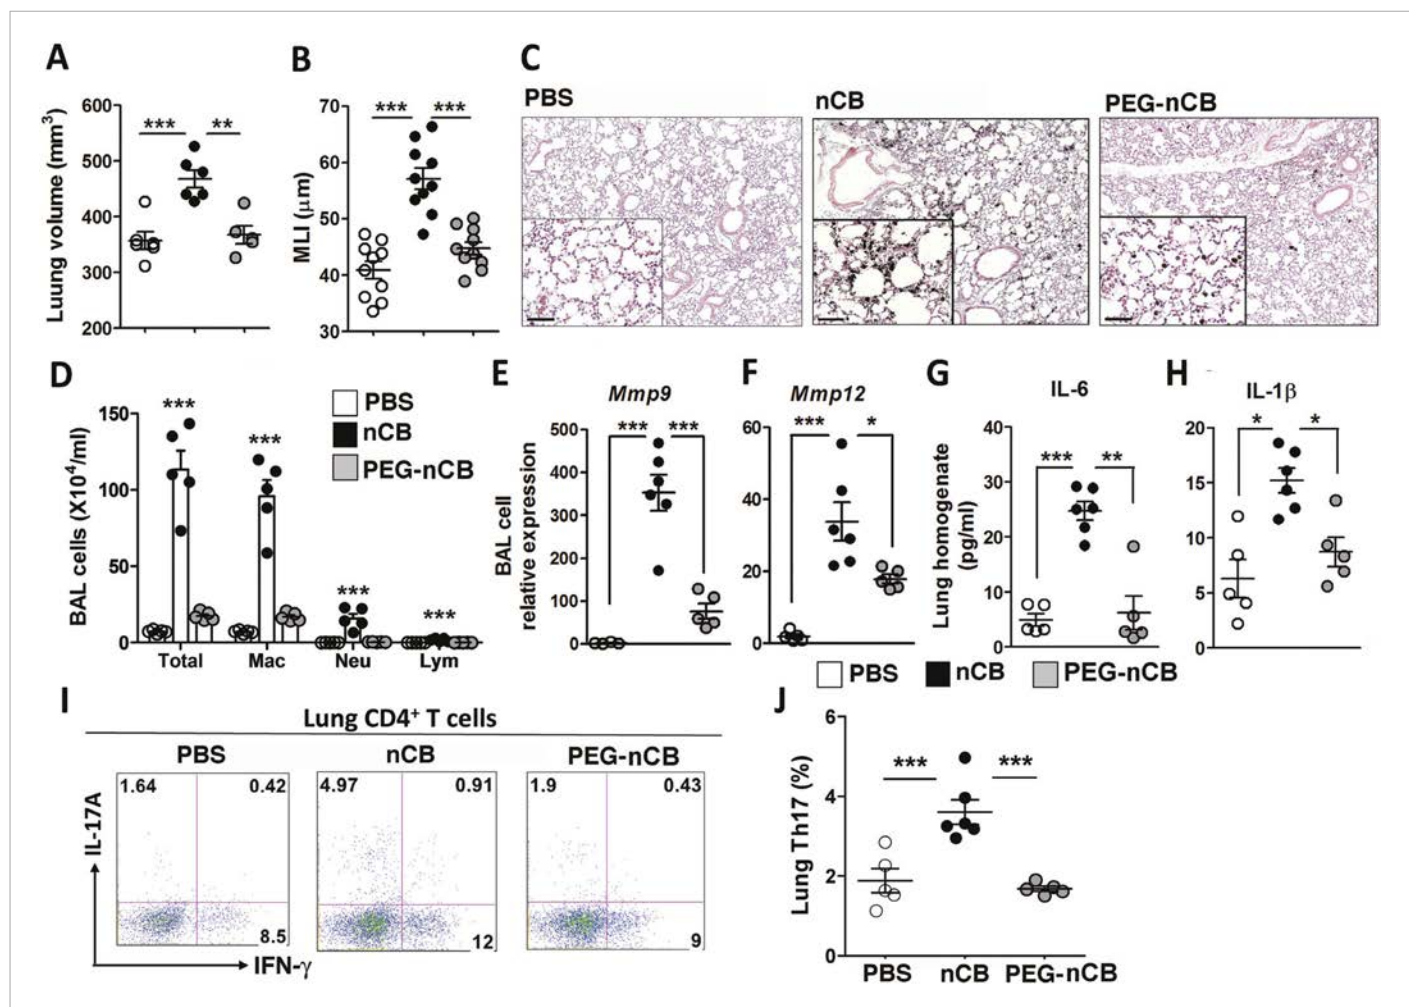 A
Luung volume (mm³)
600
500
400
300
200
***
**
B
MLI (μm)
70
60
50
40
30
***
***
C
PBS
nCB
PEG-nCB
D
BAL cells (X10⁴/ml)
150
100
50
0
***
***
***
***
Total
Mac
Neu
Lym
PBS
nCB
PEG-nCB
E
Mmp9
BAL cell
relative expression
500
400
300
200
100
0
***
***
F
Mmp12
60
40
20
0
***
*
G
IL-6
Lung homogenate
(pg/ml)
40
30
20
10
0
***
**
H
IL-1β
20
15
10
5
0
*
*
PBS
nCB
PEG-nCB
I
Lung CD4⁺ T cells
PBS
nCB
PEG-nCB
1.64
0.42
8.5
4.97
0.91
12
1.9
0.43
9
IL-17A
IFN-γ
J
Lung Th17 (%)
6
4
2
0
***
***
PBS
nCB
PEG-nCB